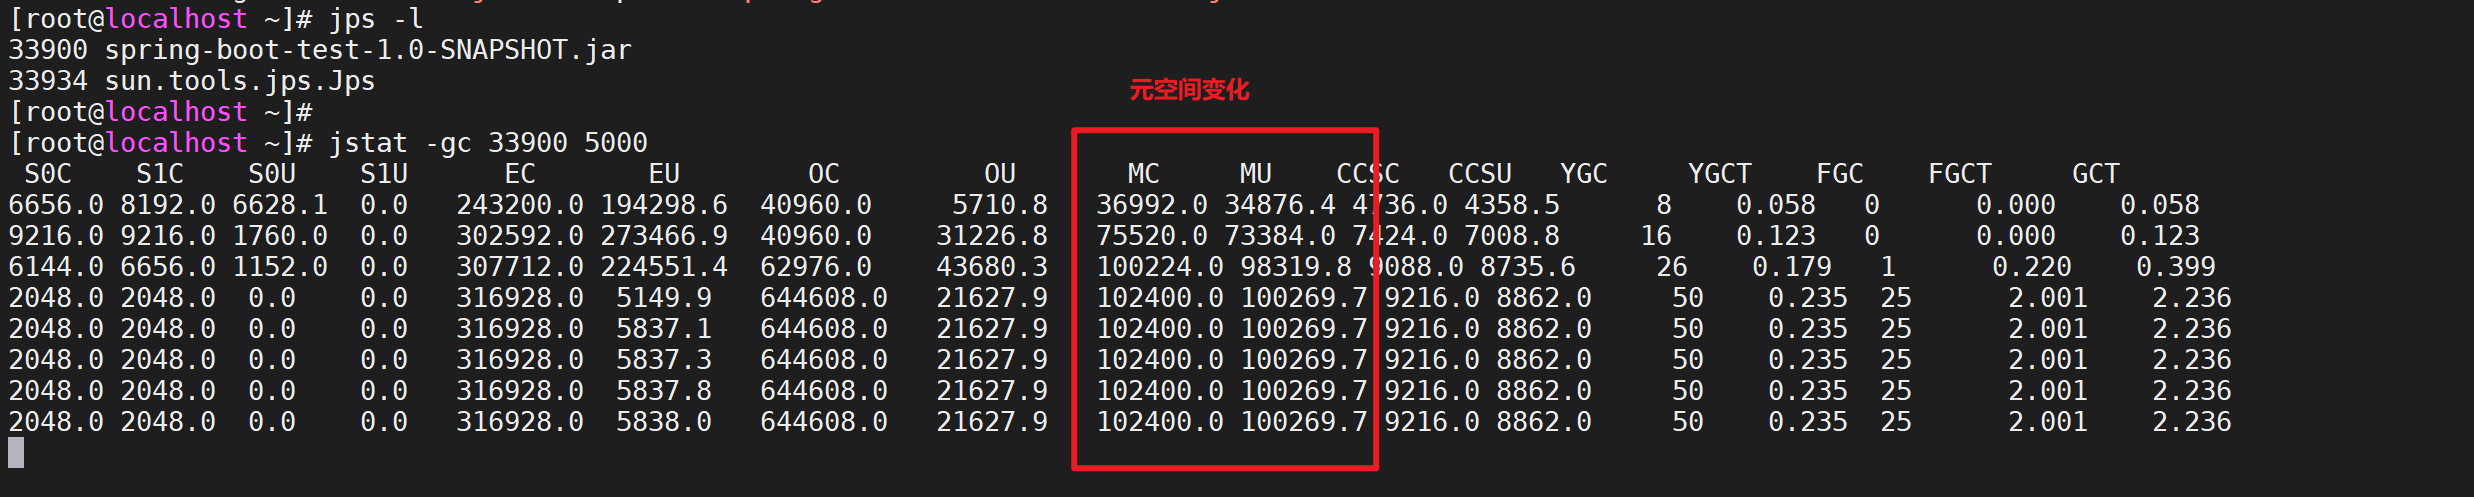 [root@localhost ~]# jps -l
33900 spring-boot-test-1.0-SNAPSHOT.jar
33934 sun.tools.jps.Jps
元空间变化
[root@localhost ~]#
[root@localhost ~]# jstat -gc 33900 5000
S0C S1C S0U S1U EC EU OC OU MC MU CCSC CCSU YGC YGCT FGC FGCT GCT
6656.0 8192.0 6628.1 0.0 243200.0 194298.6 40960.0 5710.8 36992.0 34876.4 4736.0 4358.5 8 0.058 0 0.000 0.058
9216.0 9216.0 1760.0 0.0 302592.0 273466.9 40960.0 31226.8 75520.0 73384.0 7424.0 7008.8 16 0.123 0 0.000 0.123
6144.0 6656.0 1152.0 0.0 307712.0 224551.4 62976.0 43680.3 100224.0 98319.8 9088.0 8735.6 26 0.179 1 0.220 0.399
2048.0 2048.0 0.0 0.0 316928.0 5149.9 644608.0 21627.9 102400.0 100269.7 9216.0 8862.0 50 0.235 25 2.001 2.236
2048.0 2048.0 0.0 0.0 316928.0 5837.1 644608.0 21627.9 102400.0 100269.7 9216.0 8862.0 50 0.235 25 2.001 2.236
2048.0 2048.0 0.0 0.0 316928.0 5837.3 644608.0 21627.9 102400.0 100269.7 9216.0 8862.0 50 0.235 25 2.001 2.236
2048.0 2048.0 0.0 0.0 316928.0 5837.8 644608.0 21627.9 102400.0 100269.7 9216.0 8862.0 50 0.235 25 2.001 2.236
2048.0 2048.0 0.0 0.0 316928.0 5838.0 644608.0 21627.9 102400.0 100269.7 9216.0 8862.0 50 0.235 25 2.001 2.236